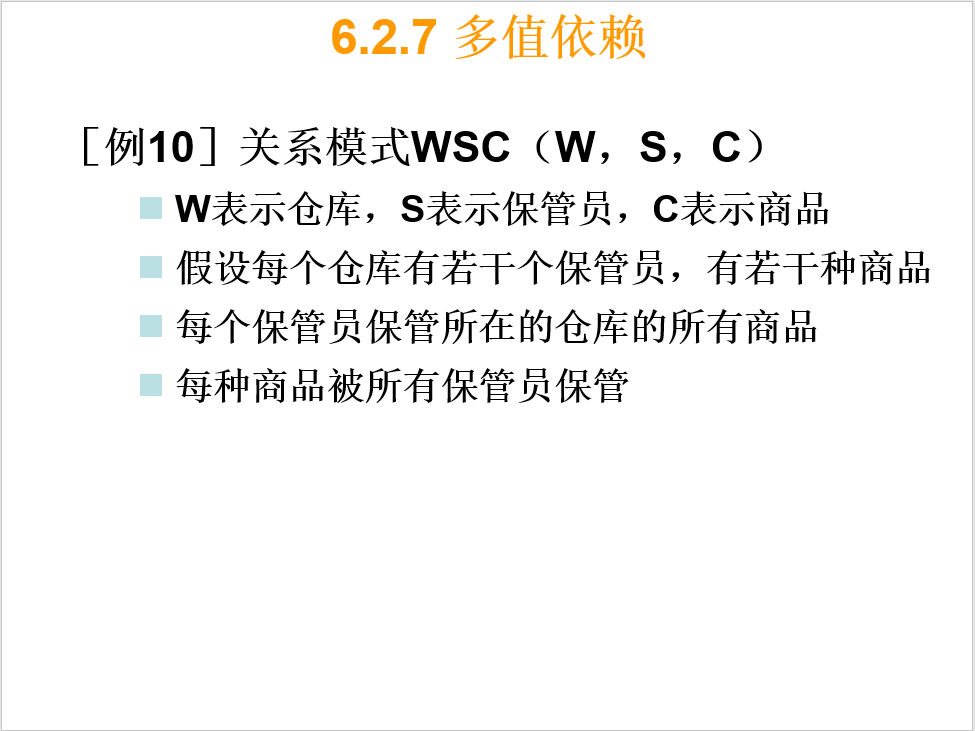 6.2.7 多值依赖
［例10］关系模式WSC（W，S，C）
W表示仓库，S表示保管员，C表示商品
假设每个仓库有若干个保管员，有若干种商品
每个保管员保管所在的仓库的所有商品
每种商品被所有保管员保管